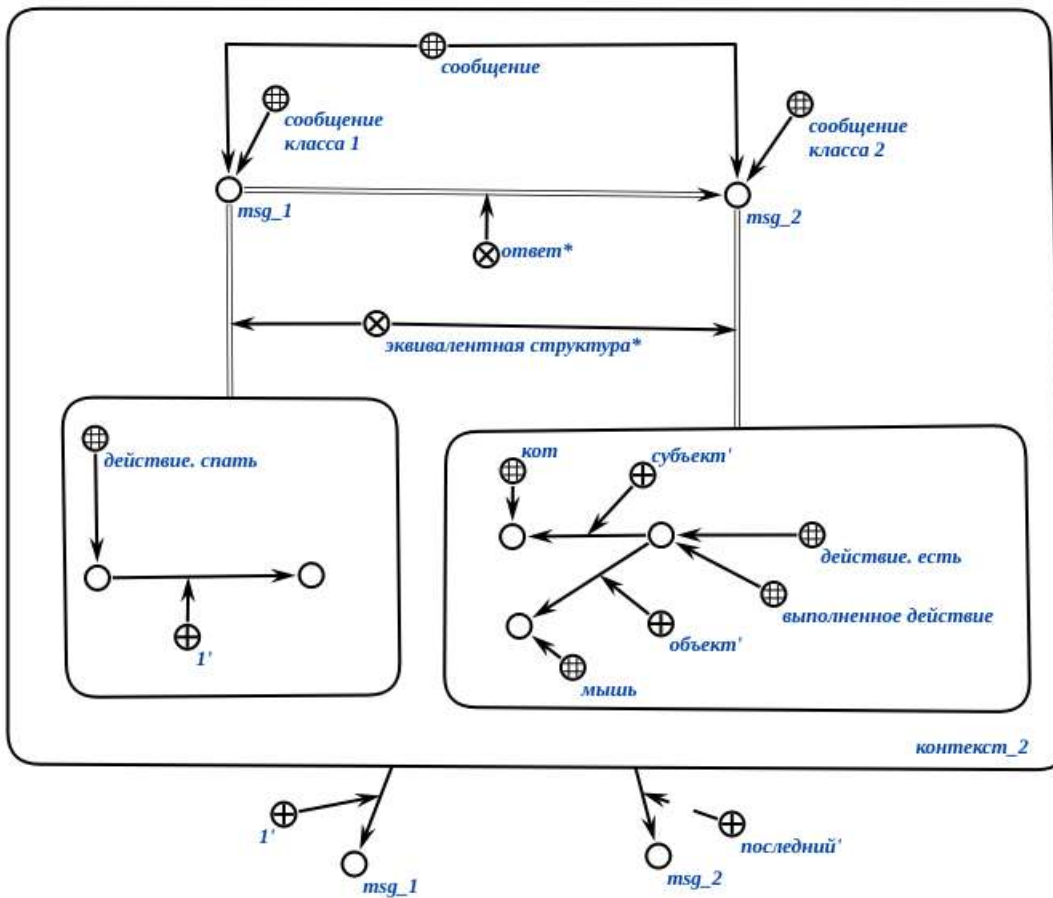 сообщение
сообщение
класса 1
сообщение
класса 2
msg_1
msg_2
ответ*
эквивалентная структура*
действие. спать
1'
кот
субъект'
действие. есть
выполненное действие
объект'
мышь
контекст_2
1'
последний'
msg_1
msg_2